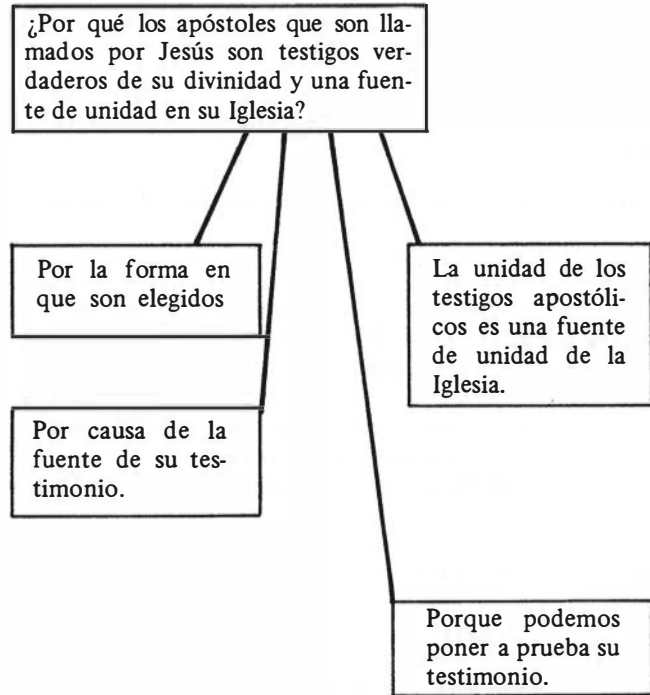 ¿Por qué los apóstoles que son lla-
mados por Jesús son testigos ver-
daderos de su divinidad y una fuen-
te de unidad en su Iglesia?
Por la forma en
que son elegidos
La unidad de los
testigos apostóli-
cos es una fuente
de unidad de la
Iglesia.
Por causa de la
fuente de su tes-
timonio.
Porque podemos
poner a prueba su
testimonio.